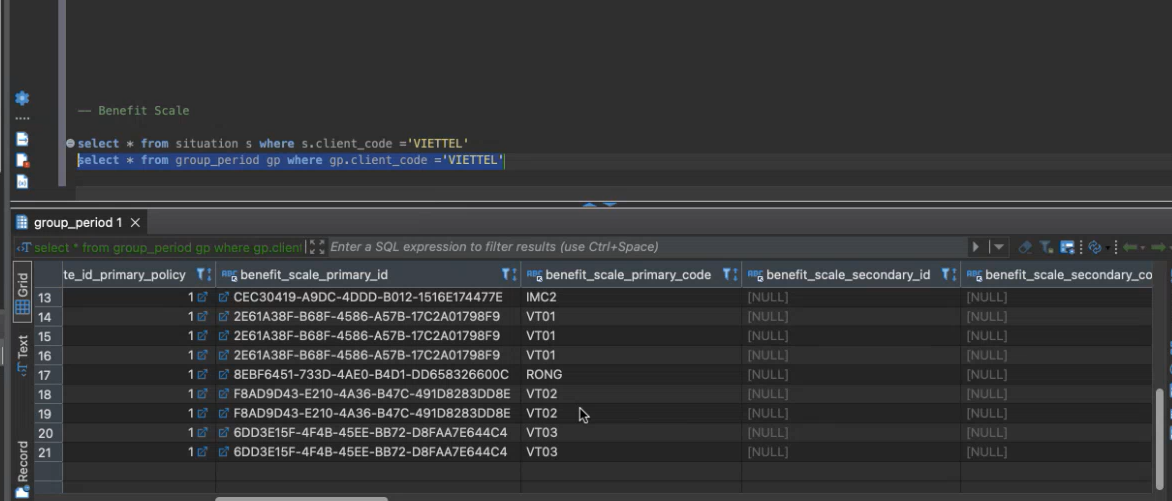 -- Benefit Scale
select * from situation s where s.client_code ='VIETTEL'
select * from group_period gp where gp.client_code ='VIETTEL'
group_period 1
select * from group_period gp where gp.client Enter a SQL expression to filter results (use Ctrl+Space)
Grid
Text
Record
te_id_primary_policy benefit_scale_primary_id benefit_scale_primary_code benefit_scale_secondary_id benefit_scale_secondary_co
13 1 CEC30419-A9DC-4DDD-B012-1516E174477E IMC2 [NULL] [NULL]
14 1 2E61A38F-B68F-4586-A57B-17C2A01798F9 VT01 [NULL] [NULL]
15 1 2E61A38F-B68F-4586-A57B-17C2A01798F9 VT01 [NULL] [NULL]
16 1 2E61A38F-B68F-4586-A57B-17C2A01798F9 VT01 [NULL] [NULL]
17 1 8EBF6451-733D-4AE0-B4D1-DD658326600C RONG [NULL] [NULL]
18 1 F8AD9D43-E210-4A36-B47C-491D8283DD8E VT02 [NULL] [NULL]
19 1 F8AD9D43-E210-4A36-B47C-491D8283DD8E VT02 [NULL] [NULL]
20 1 6DD3E15F-4F4B-45EE-BB72-D8FAA7E644C4 VT03 [NULL] [NULL]
21 1 6DD3E15F-4F4B-45EE-BB72-D8FAA7E644C4 VT03 [NULL] [NULL]